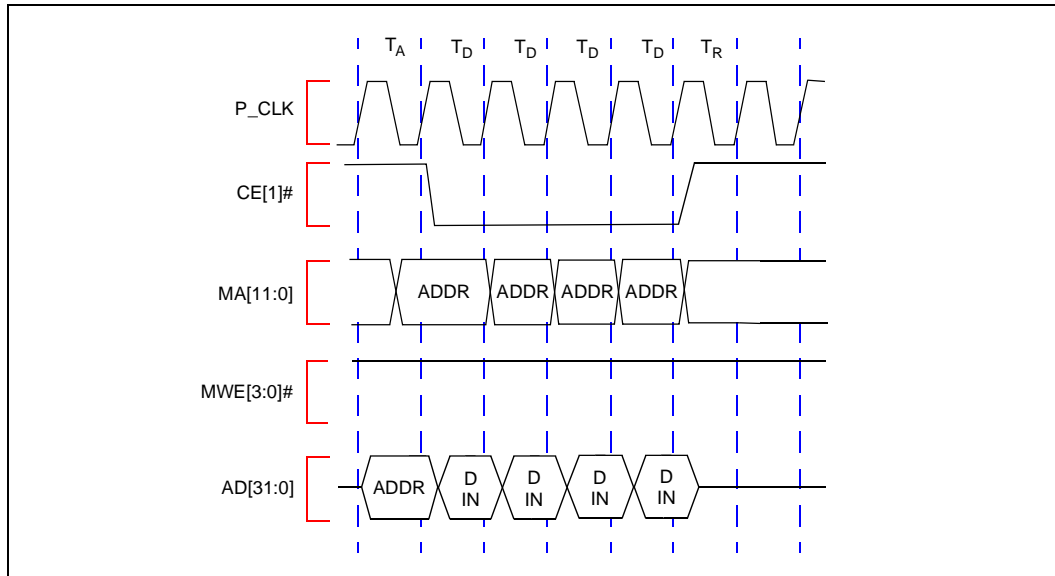 T_A T_D T_D T_D T_D T_R
P_CLK
CE[1]#
MA[11:0] ADDR ADDR ADDR ADDR
MWE[3:0]#
AD[31:0] ADDR D IN D IN D IN D IN